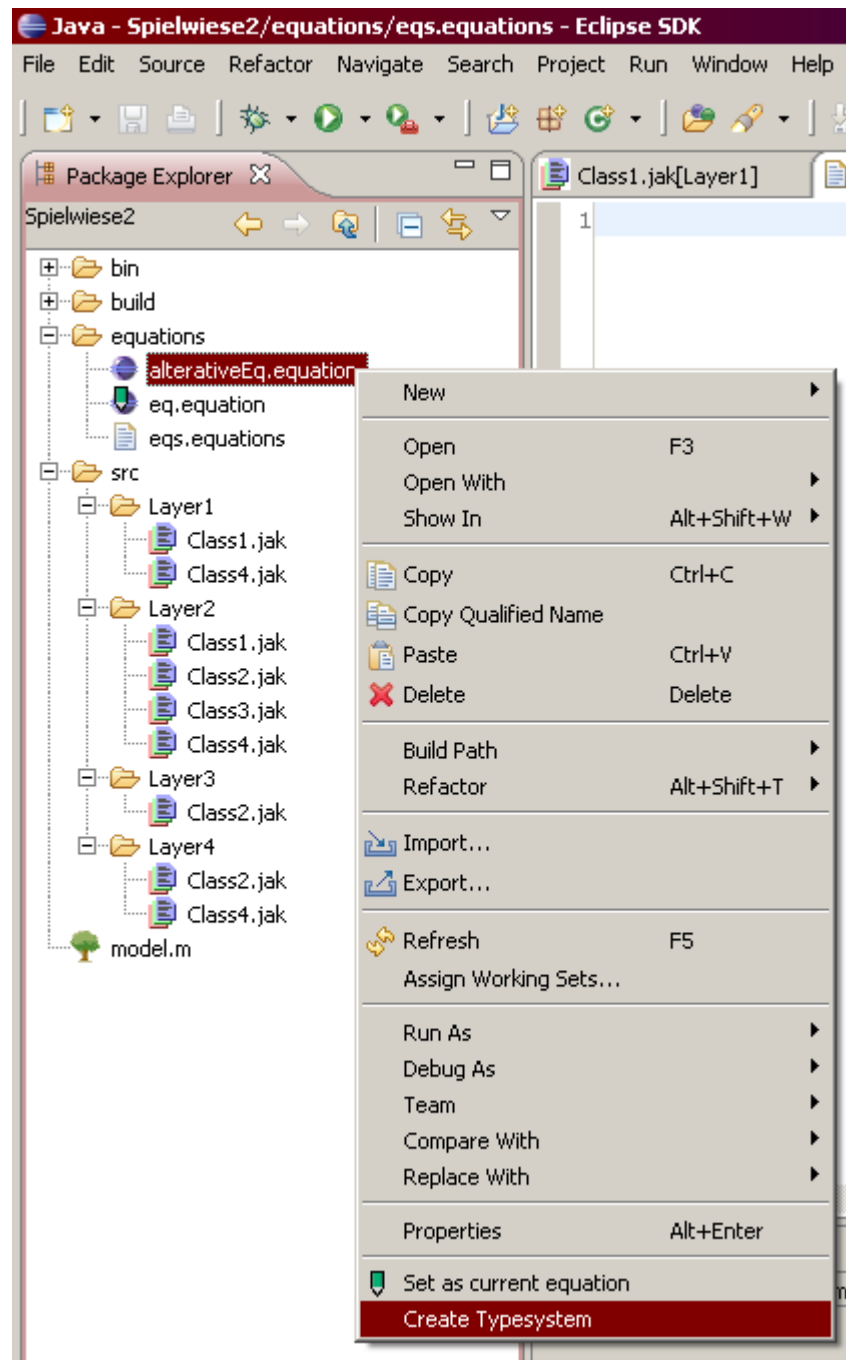 Java - Spielwiese2/equations/eqs.equations - Eclipse SDK
File Edit Source Refactor Navigate Search Project Run Window Help
Package Explorer
Class1.jak[Layer1]
Spielwiese2
1
bin
build
equations
alterativeEq.equation
eq.equation
eqs.equations
src
Layer1
Class1.jak
Class4.jak
Layer2
Class1.jak
Class2.jak
Class3.jak
Class4.jak
Layer3
Class2.jak
Layer4
Class2.jak
Class4.jak
model.m
New
Open F3
Open With
Show In Alt+Shift+W
Copy Ctrl+C
Copy Qualified Name
Paste Ctrl+V
Delete Delete
Build Path
Refactor Alt+Shift+T
Import...
Export...
Refresh F5
Assign Working Sets...
Run As
Debug As
Team
Compare With
Replace With
Properties Alt+Enter
Set as current equation
Create Typesystem